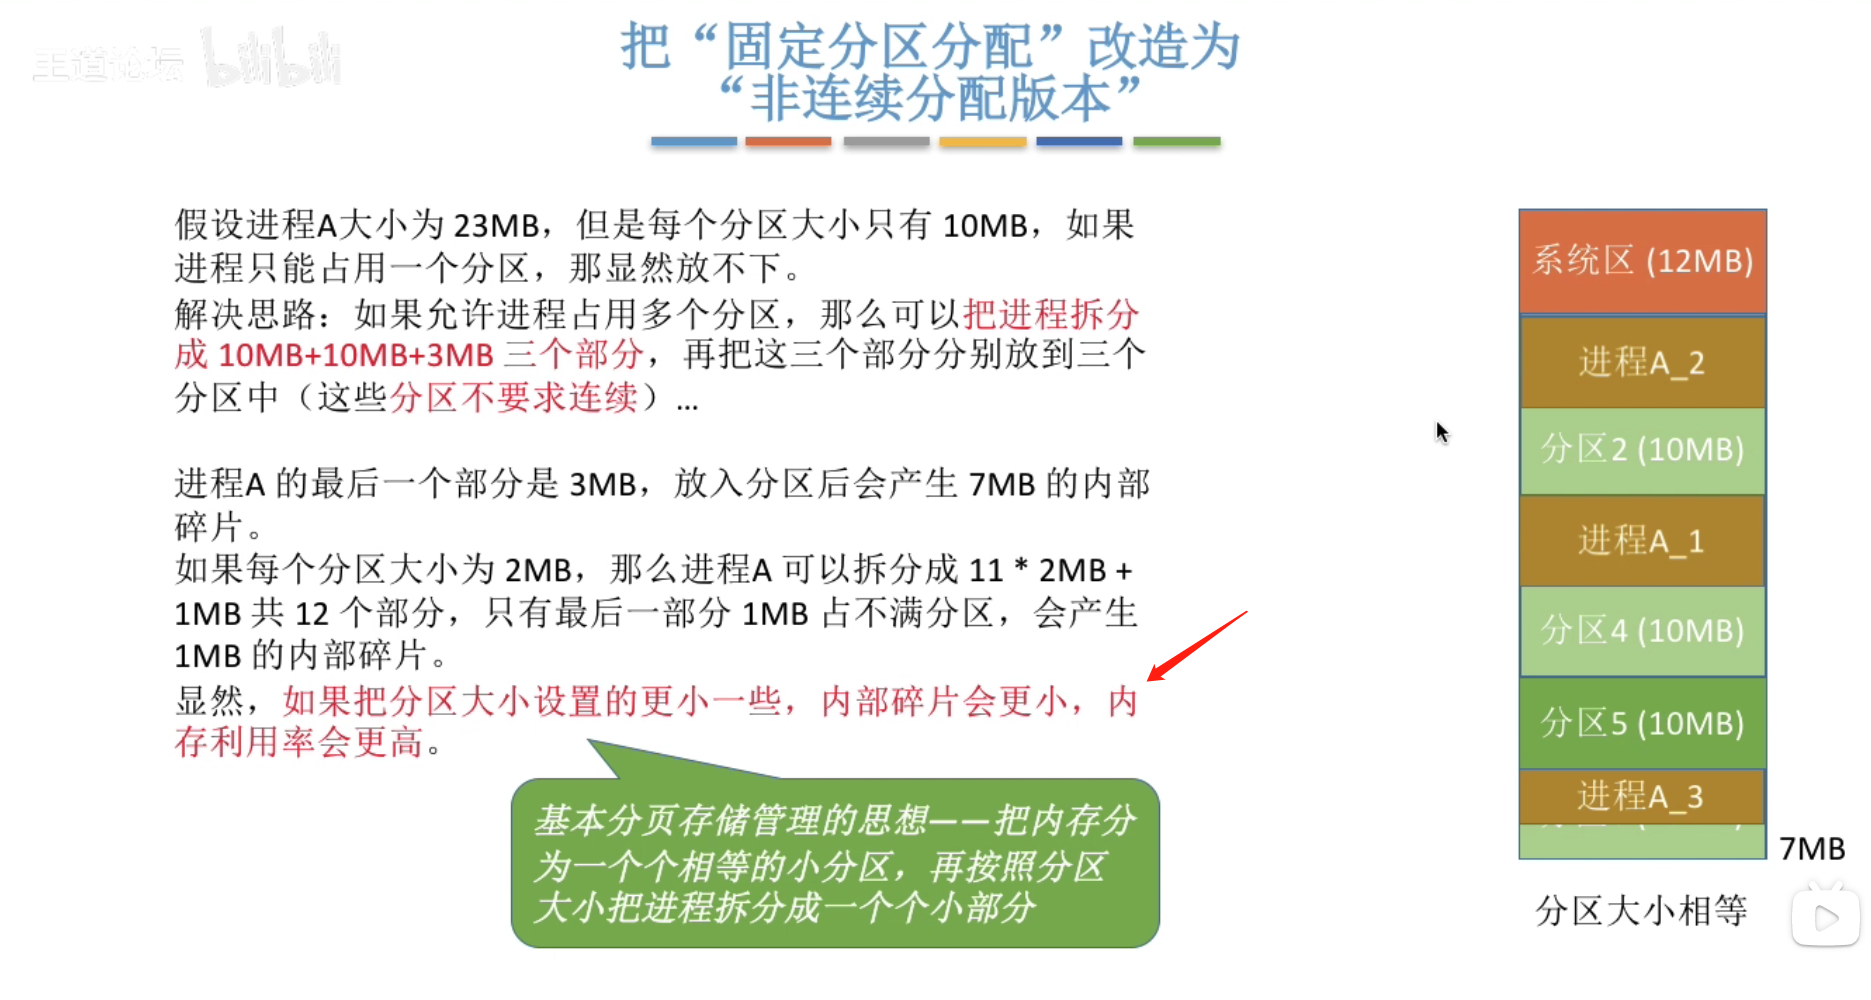 王道论坛 bilibili
把“固定分区分配”改造为
“非连续分配版本”
假设进程A大小为 23MB，但是每个分区大小只有 10MB，如果
进程只能占用一个分区，那显然放不下。
解决思路：如果允许进程占用多个分区，那么可以把进程拆分
成 10MB+10MB+3MB 三个部分，再把这三个部分分别放到三个
分区中（这些分区不要求连续）...
进程A 的最后一个部分是 3MB，放入分区后会产生 7MB 的内部
碎片。
如果每个分区大小为 2MB，那么进程A 可以拆分成 11 * 2MB +
1MB 共 12 个部分，只有最后一部分 1MB 占不满分区，会产生
1MB 的内部碎片。
显然，如果把分区大小设置的更小一些，内部碎片会更小，内
存利用率会更高。
基本分页存储管理的思想——把内存分
为一个个相等的小分区，再按照分区
大小把进程拆分成一个个小部分
系统区 (12MB)
进程A_2
分区2 (10MB)
进程A_1
分区4 (10MB)
分区5 (10MB)
进程A_3
7MB
分区大小相等